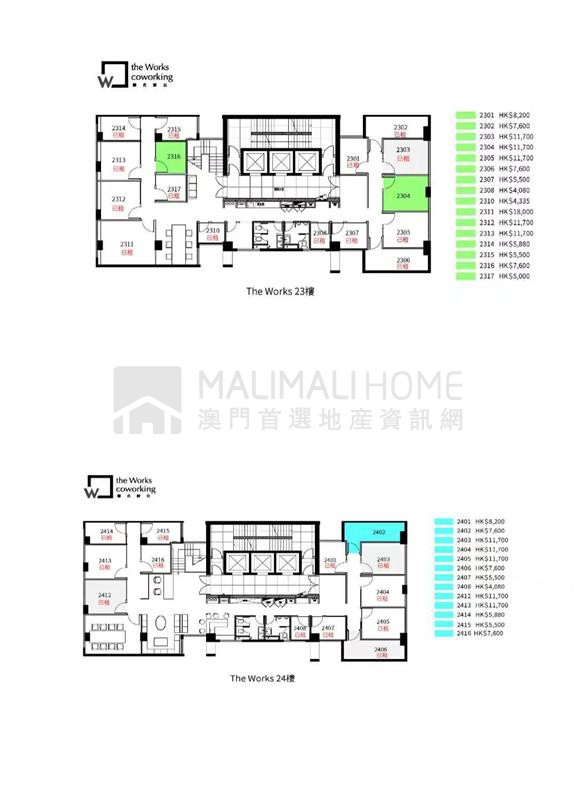 the Works
coworking
聯合辦公
2314
已租
2315
已租
2302
已租
2313
已租
2316
2301
已租
2303
已租
2312
已租
2317
已租
2304
2311
已租
2310
已租
2308
已租
2307
已租
2305
已租
2306
已租
2301 HK$8,200
2302 HK$7,600
2303 HK$11,700
2304 HK$11,700
2305 HK$11,700
2306 HK$7,600
2307 HK$5,500
2308 HK$4,080
2310 HK$4,335
2311 HK$18,000
2312 HK$11,700
2313 HK$11,700
2314 HK$5,880
2315 HK$5,500
2316 HK$7,600
2317 HK$5,000
The Works 23樓
MALIMALI HOME
澳門首選地產資訊網
the Works
coworking
聯合辦公
2414
已租
2415
已租
2402
2413
已租
2416
已租
2401
已租
2403
已租
2412
已租
2404
已租
2408
已租
2407
已租
2405
已租
2406
已租
2401 HK$8,200
2402 HK$7,600
2403 HK$11,700
2404 HK$11,700
2405 HK$11,700
2406 HK$7,600
2407 HK$5,500
2408 HK$4,080
2412 HK$11,700
2413 HK$11,700
2414 HK$5,880
2415 HK$5,500
2416 HK$7,600
The Works 24樓